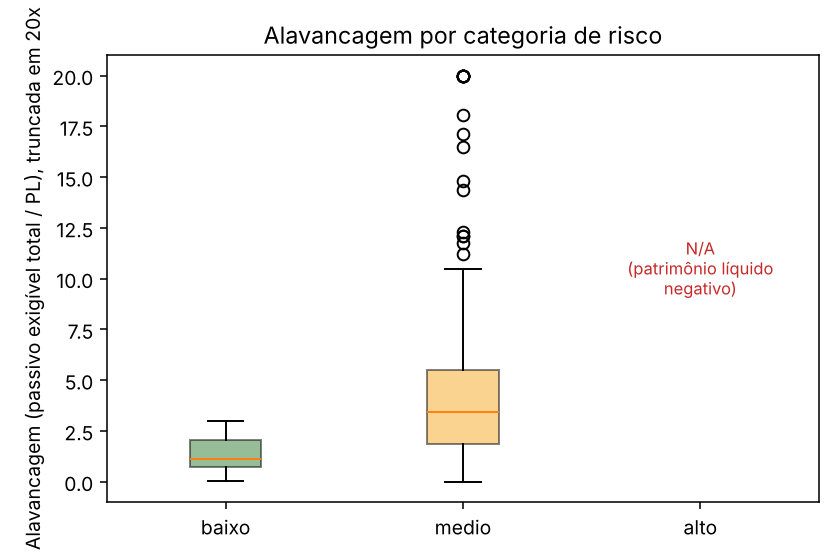 Alavancagem por categoria de risco
Alavancagem (passivo exigível total / PL), truncada em 20x
20.0
17.5
15.0
12.5
10.0
7.5
5.0
2.5
0.0
N/A
(patrimônio líquido
negativo)
baixo
medio
alto